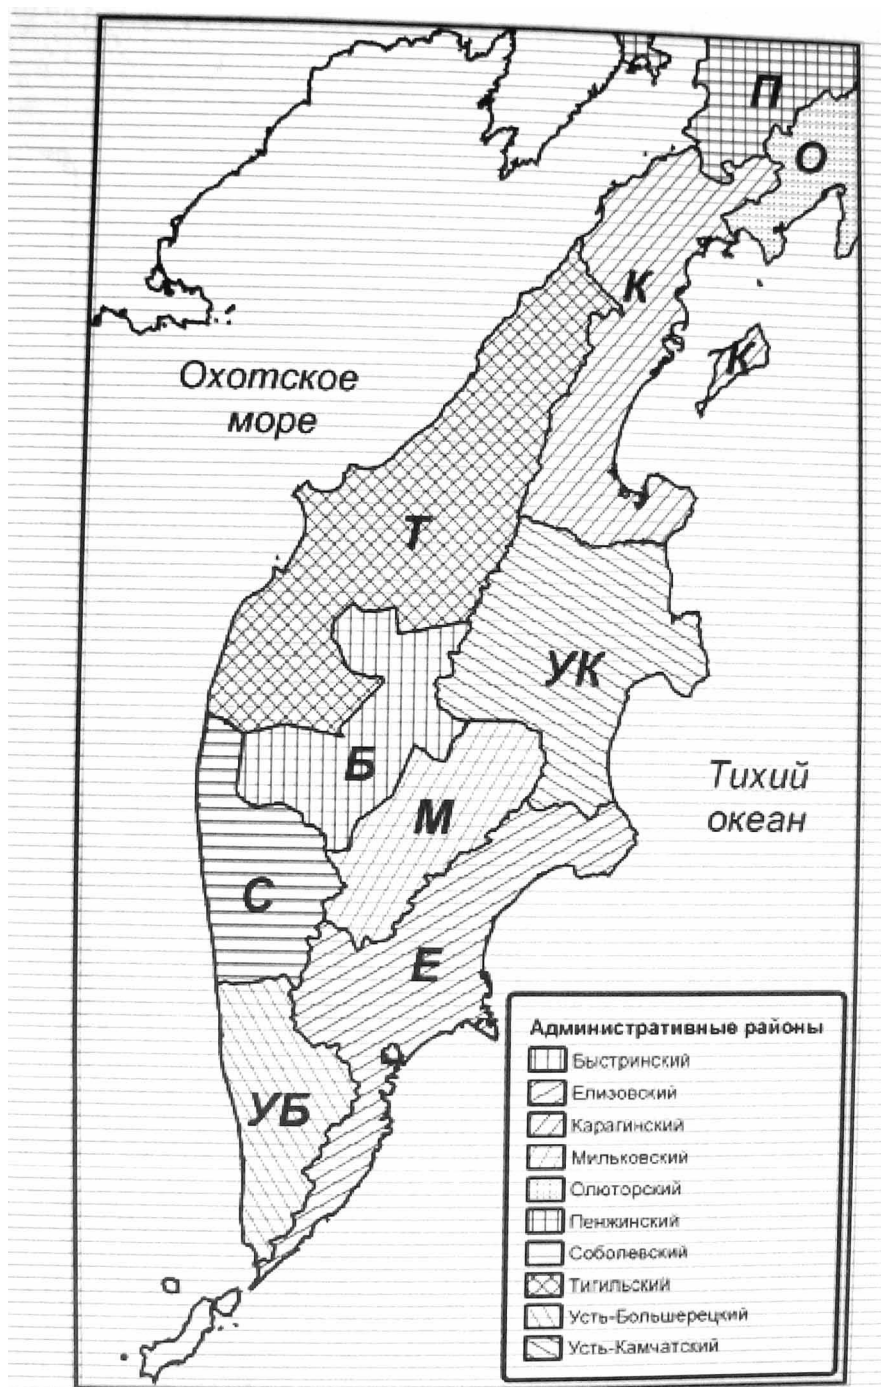 П
О
К
К
Охотское
море
Т
УК
Б
Тихий
океан
М
С
Е
УБ
Административные районы
Быстринский
Елизовский
Карагинский
Мильковский
Олюторский
Пенжинский
Соболевский
Тигильский
Усть-Большерецкий
Усть-Камчатский